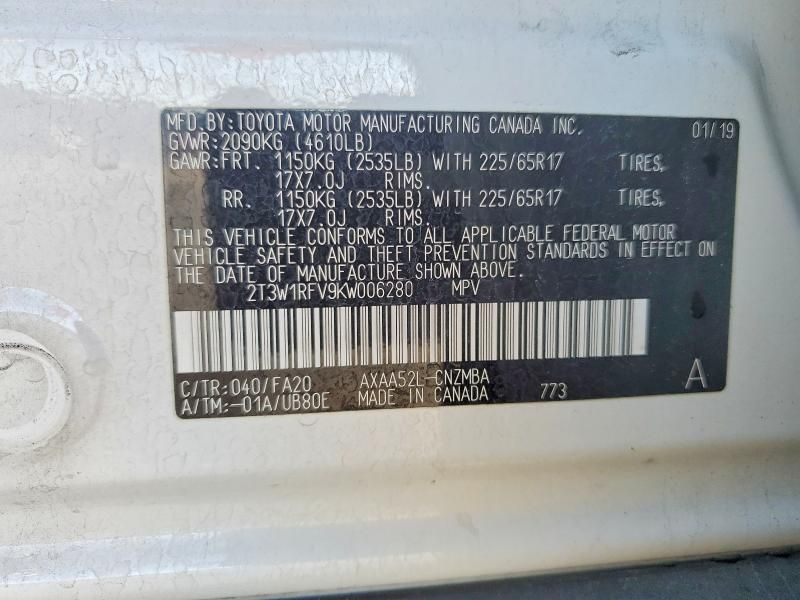 MFD.BY:TOYOTA MOTOR MANUFACTURING CANADA INC. 01/19
GVWR:2090KG (4610LB)
GAWR:FRT. 1150KG (2535LB) WITH 225/65R17 TIRES,
17X7.0J RIMS.
RR. 1150KG (2535LB) WITH 225/65R17 TIRES,
17X7.0J RIMS.
THIS VEHICLE CONFORMS TO ALL APPLICABLE FEDERAL MOTOR
VEHICLE SAFETY AND THEFT PREVENTION STANDARDS IN EFFECT ON
THE DATE OF MANUFACTURE SHOWN ABOVE.
2T3W1RFV9KW006280 MPV
C/TR:040/FA20 AXAA52L-CNZMBA A
A/TM:-01A/UB80E MADE IN CANADA 773